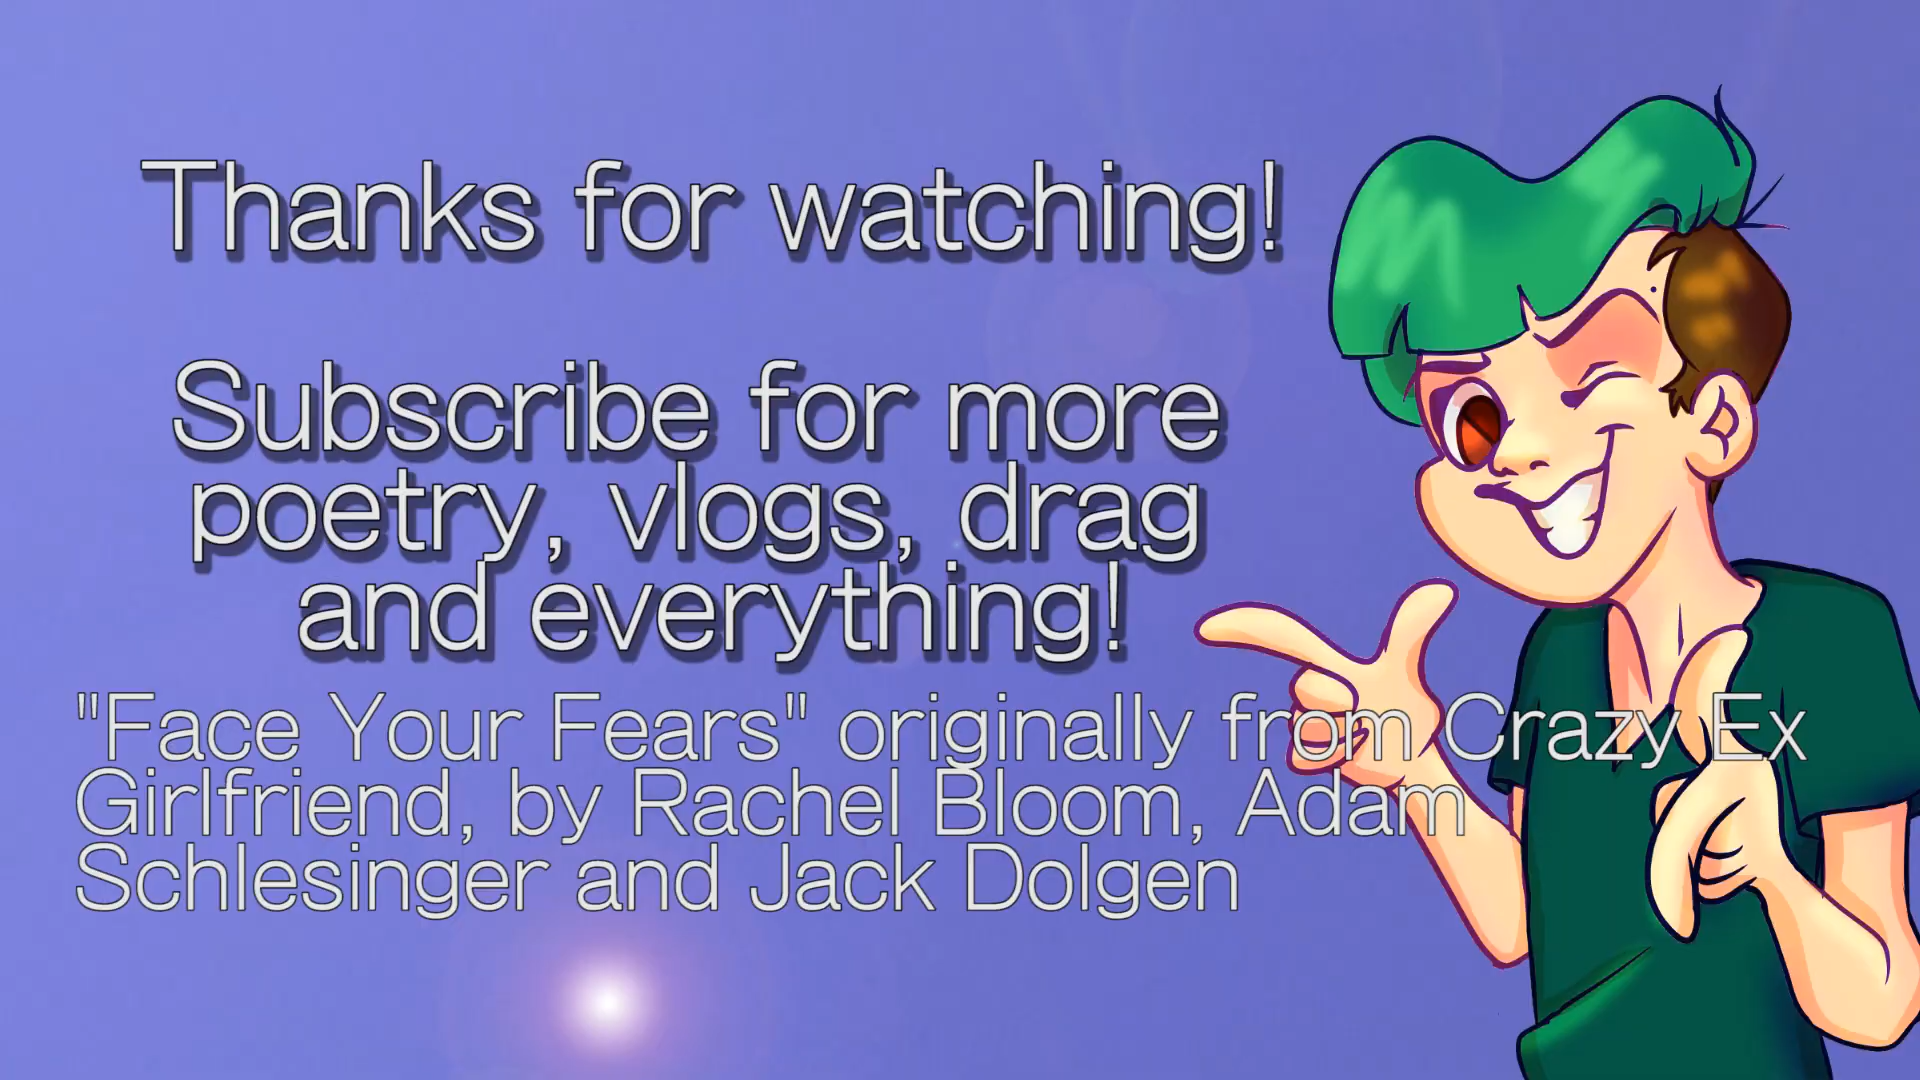 Thanks for watching!
Subscribe for more
poetry, vlogs, drag
and everything!
"Face Your Fears" originally from Crazy Ex
Girlfriend, by Rachel Bloom, Adam
Schlesinger and Jack Dolgen